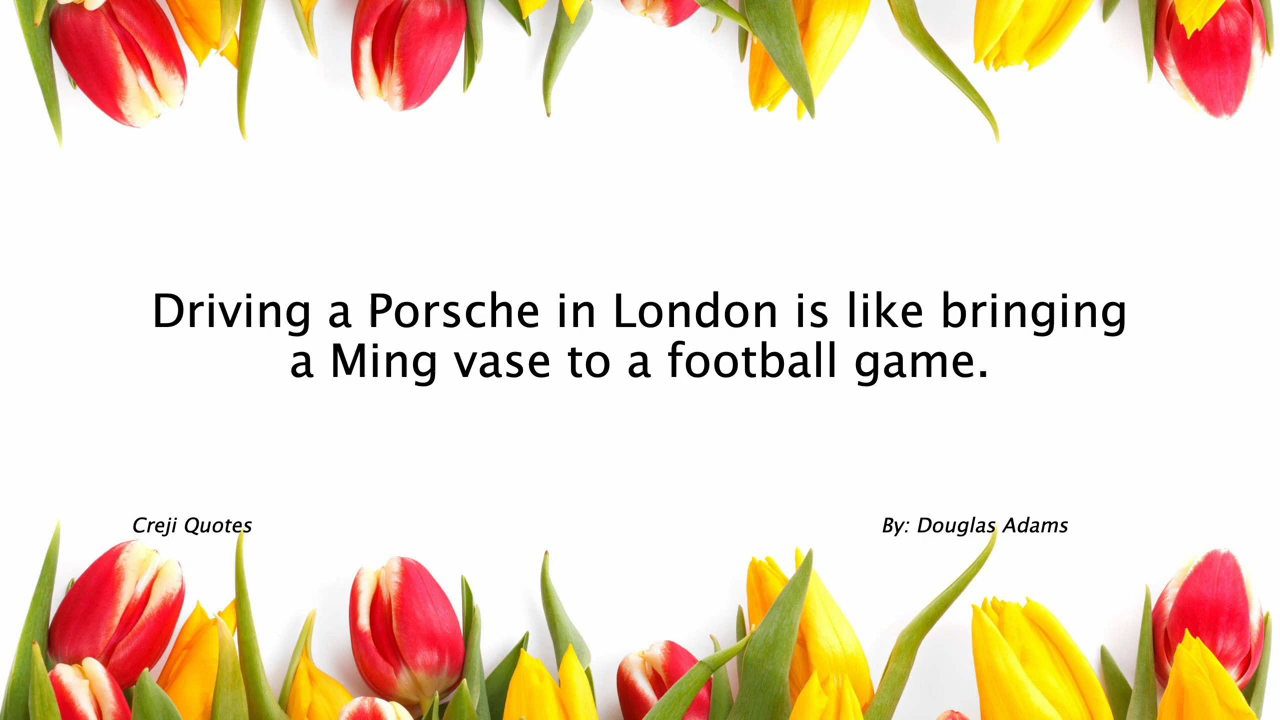 Driving a Porsche in London is like bringing
a Ming vase to a football game.
Creji Quotes
By: Douglas Adams